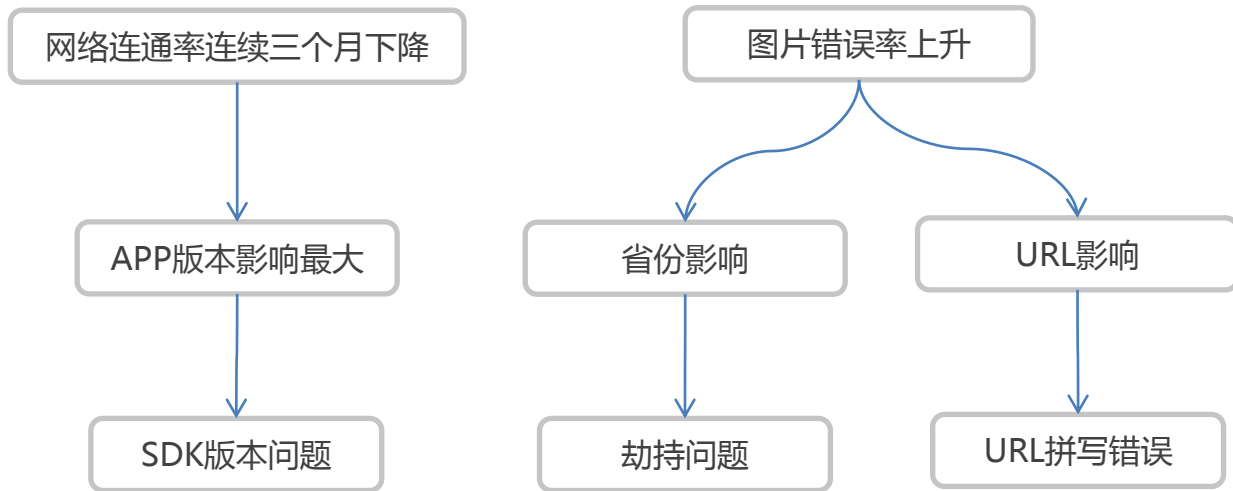 网络连通率连续三个月下降
图片错误率上升
APP版本影响最大
省份影响
URL影响
SDK版本问题
劫持问题
URL拼写错误